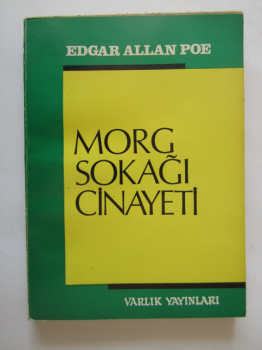 EDGAR ALLAN POE
MORG
SOKAĞI
CİNAYETİ
VARLIK YAYINLARI